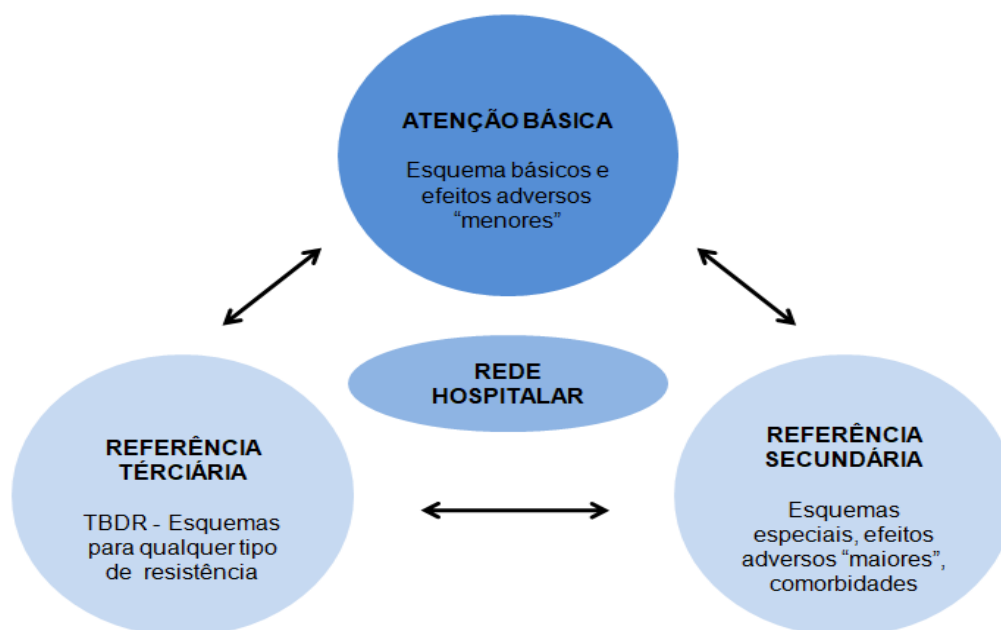 ATENÇÃO BÁSICA
Esquema básicos e
efeitos adversos
“menores”
REDE
HOSPITALAR
REFERÊNCIA
TÉRCIÁRIA
TBDR - Esquemas
para qualquer tipo
de resistência
REFERÊNCIA
SECUNDÁRIA
Esquemas
especiais, efeitos
adversos “maiores”,
comorbidades